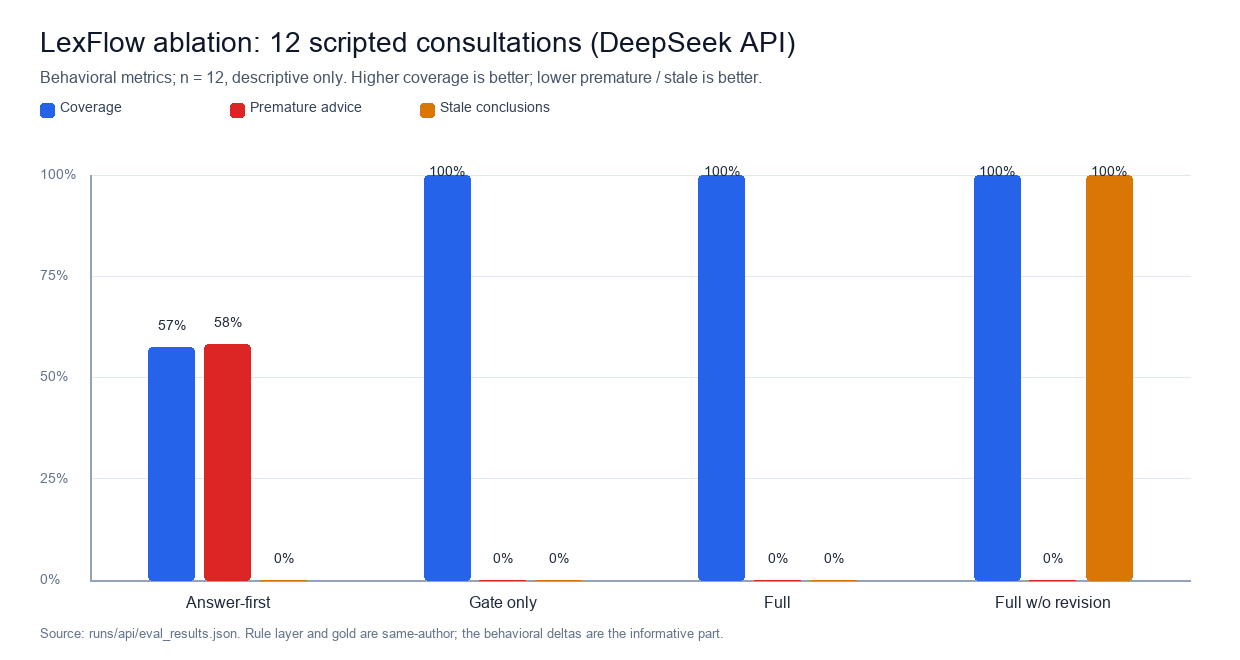 LexFlow ablation: 12 scripted consultations (DeepSeek API)
Behavioral metrics; n = 12, descriptive only. Higher coverage is better; lower premature / stale is better.
Coverage Premature advice Stale conclusions
100% 100% 100% 100% 100%
75%
57% 58%
50%
25%
0% 0% 0% 0% 0% 0%
0%
Answer-first Gate only Full Full w/o revision
Source: runs/api/eval_results.json. Rule layer and gold are same-author; the behavioral deltas are the informative part.